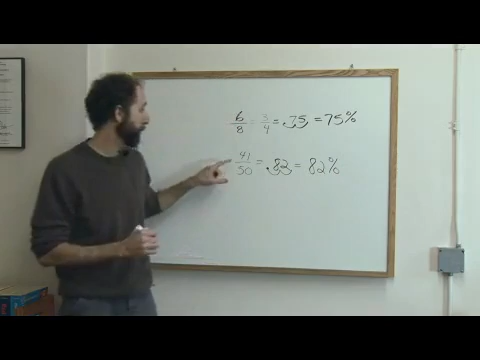 6/8 = 3/4 = .75 = 75%
41/50 = .82 = 82%